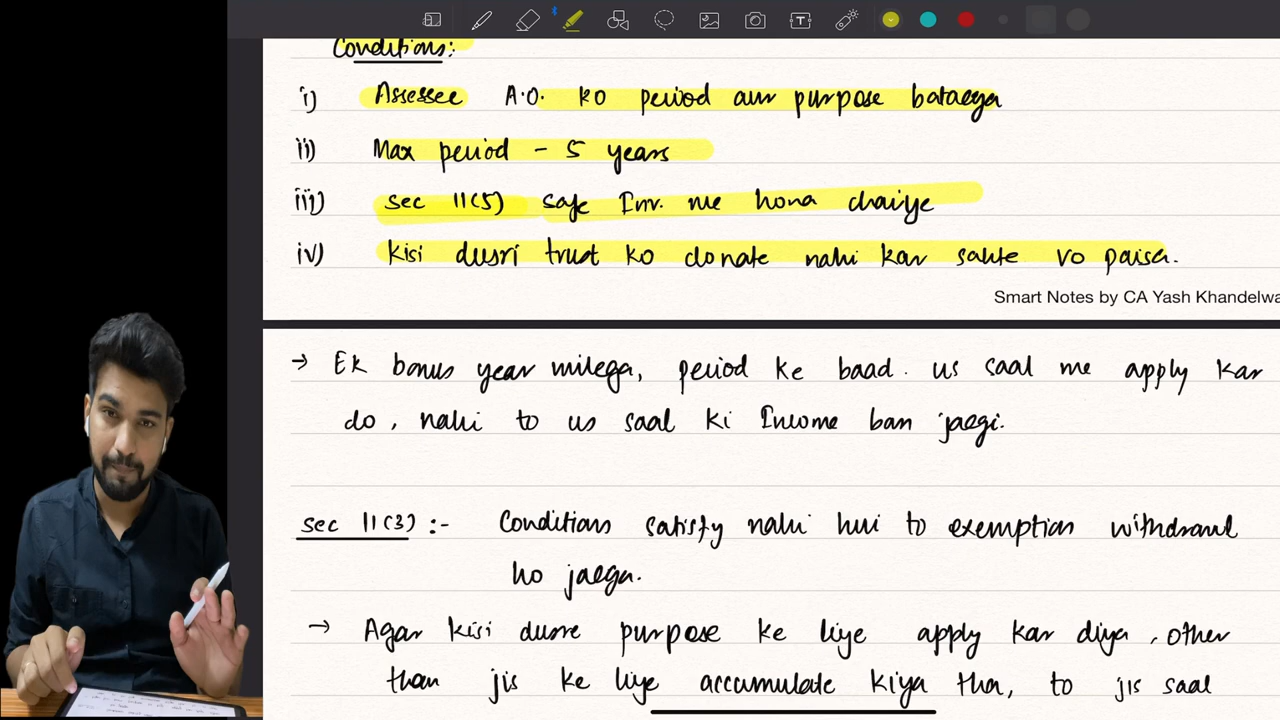 Conditions:
i) Assessee A.O. ko period aur purpose bataega
ii) Max period - 5 years
iii) sec 11(5) safe Inv. me hona chaiye
iv) kisi dusri trust ko donate nahi kar sakte vo paisa.
Smart Notes by CA Yash Khandelwa
→ Ek bonus year milega, period ke baad. us saal me apply kar
do, nahi to us saal ki Income ban jaegi.
sec 11(3) :- Conditions satisfy nahi hui to exemption withdrawl
ho jaega.
→ Agar kisi dusre purpose ke liye apply kar diya, other
than jis ke liye accumulate kiya tha, to jis saal